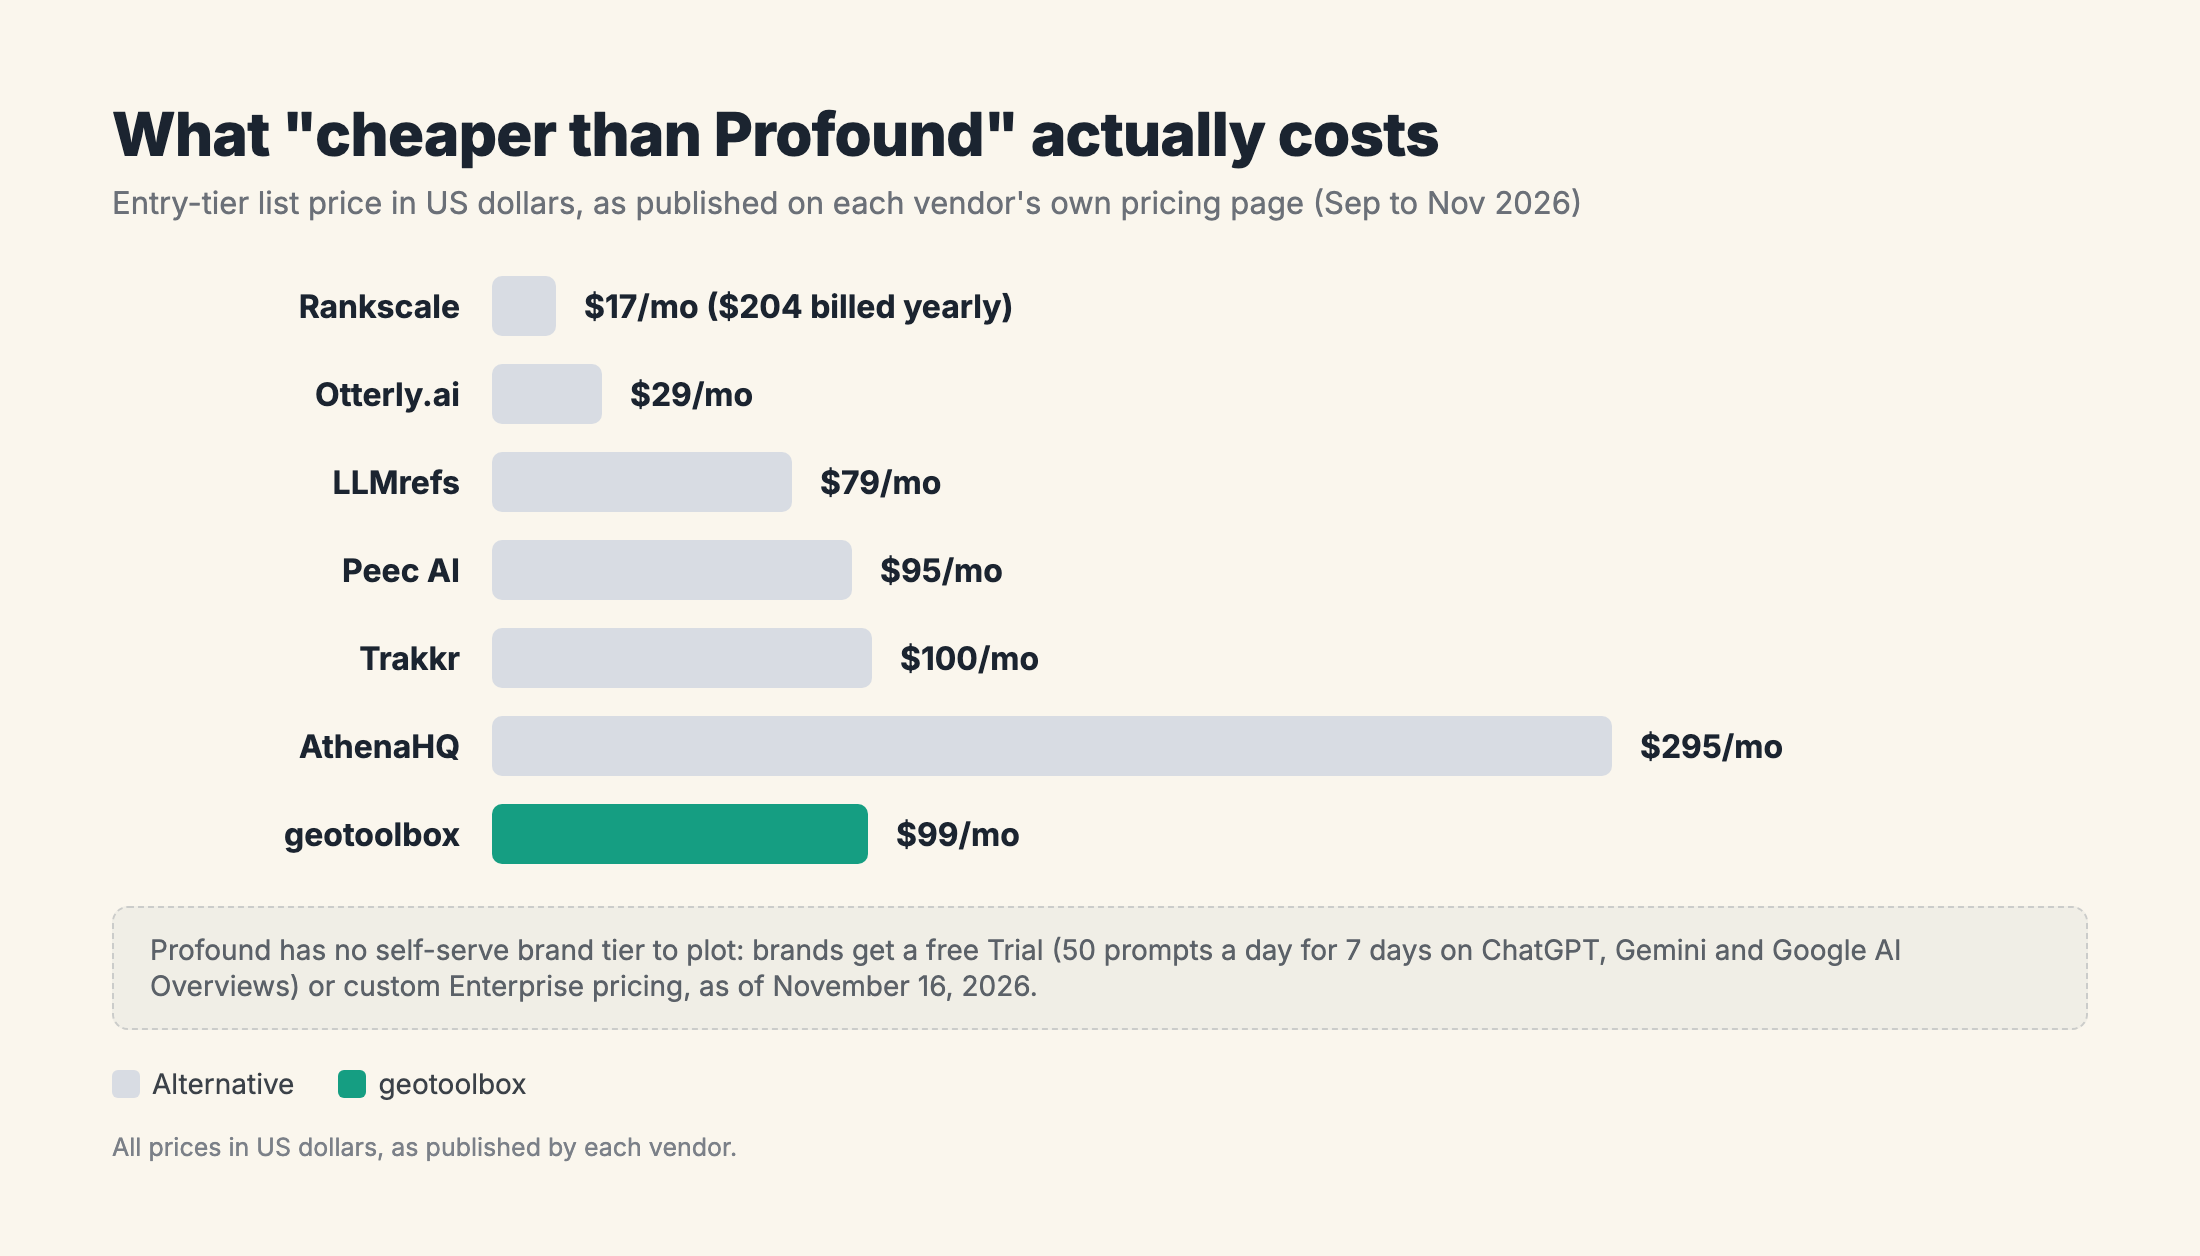 What "cheaper than Profound" actually costs
Entry-tier list price in US dollars, as published on each vendor's own pricing page (Sep to Nov 2026)
Rankscale $17/mo ($204 billed yearly)
Otterly.ai $29/mo
LLMrefs $79/mo
Peec AI $95/mo
Trakkr $100/mo
AthenaHQ $295/mo
geotoolbox $99/mo
Profound has no self-serve brand tier to plot: brands get a free Trial (50 prompts a day for 7 days on ChatGPT, Gemini and Google AI
Overviews) or custom Enterprise pricing, as of November 16, 2026.
Alternative geotoolbox
All prices in US dollars, as published by each vendor.